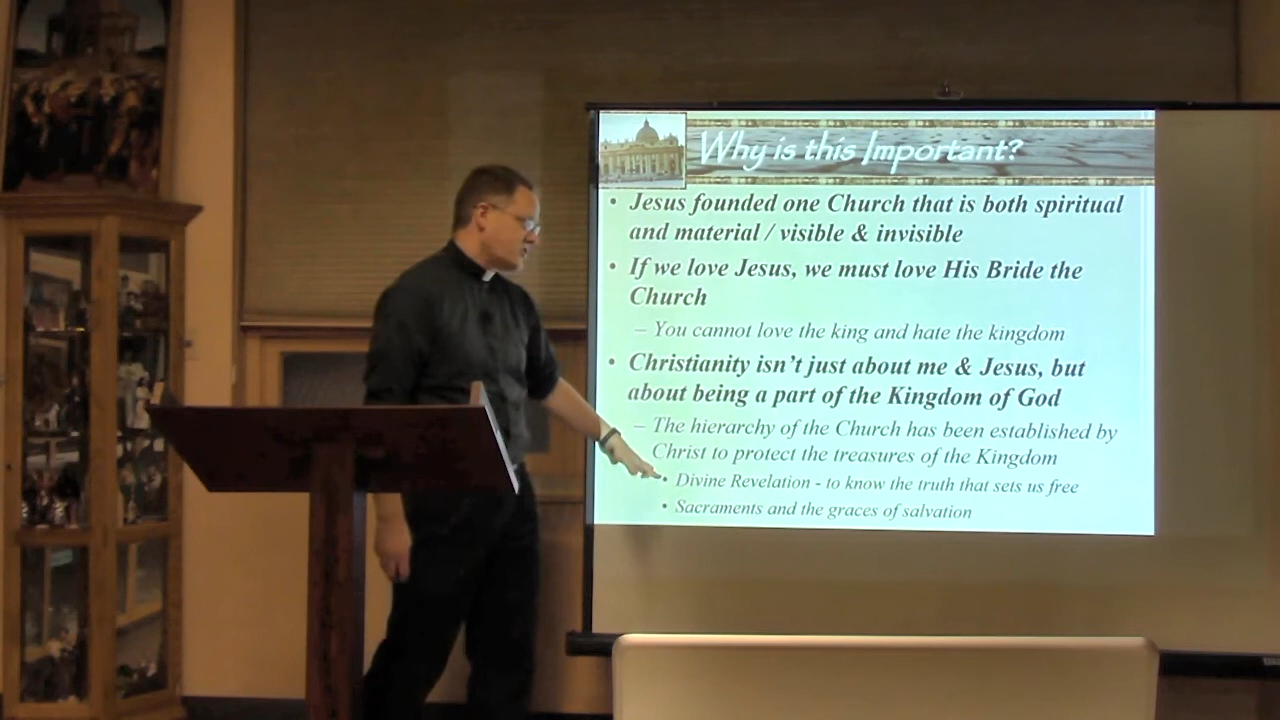 Why is this Important?
• Jesus founded one Church that is both spiritual
and material / visible & invisible
• If we love Jesus, we must love His Bride the
Church
– You cannot love the king and hate the kingdom
• Christianity isn't just about me & Jesus, but
about being a part of the Kingdom of God
– The hierarchy of the Church has been established by
Christ to protect the treasures of the Kingdom
• Divine Revelation - to know the truth that sets us free
• Sacraments and the graces of salvation